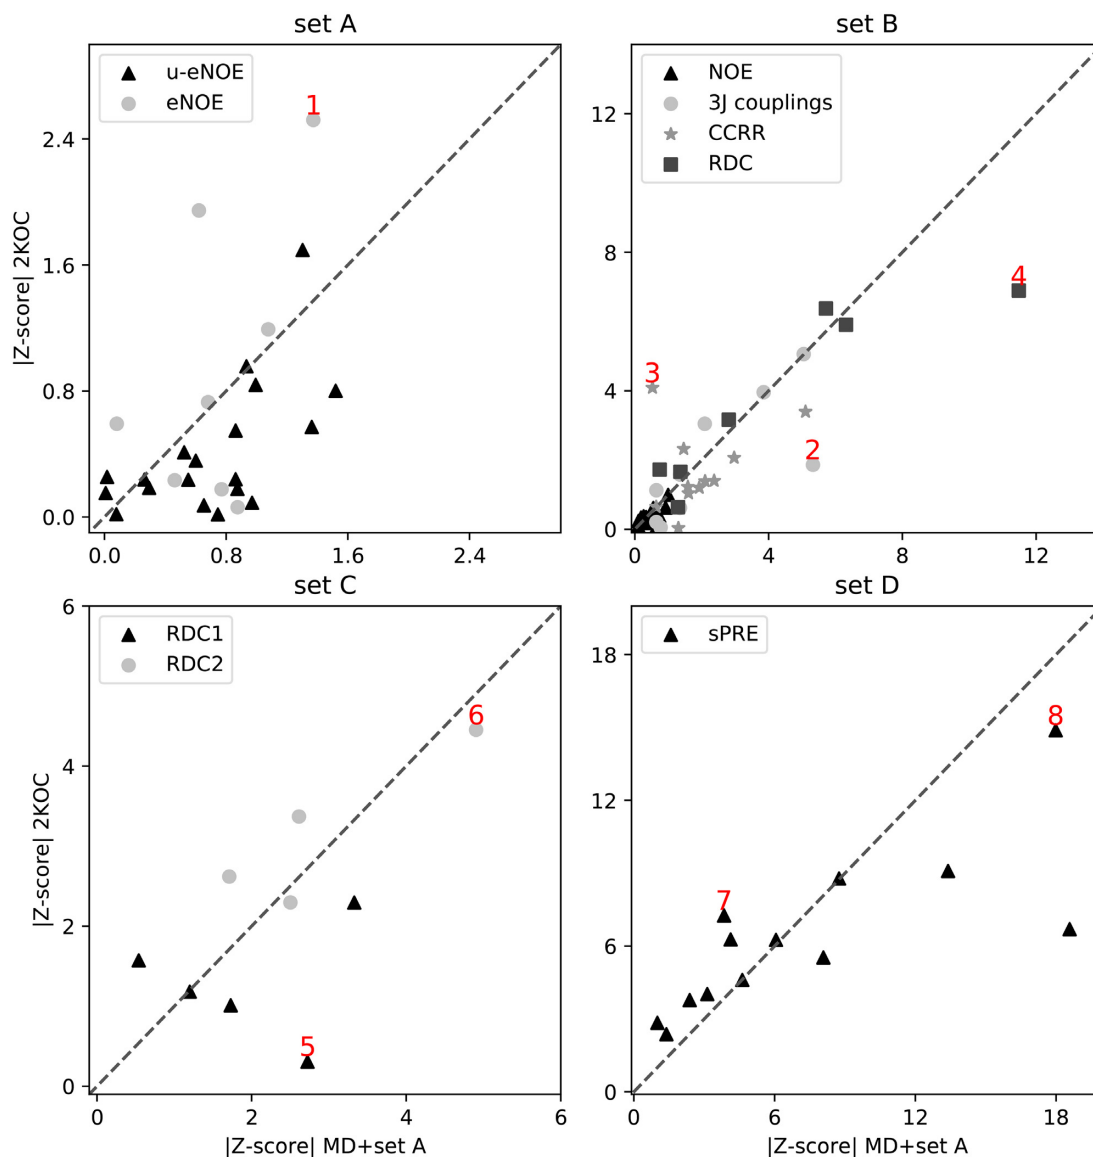 set A
u-eNOE
eNOE
1
2.4
1.6
0.8
0.0
0.0 0.8 1.6 2.4
|Z-score| 2KOC
set B
NOE
3J couplings
CCRR
RDC
12
8
4
0
0 4 8 12
3
4
2
set C
RDC1
RDC2
6
4
2
0
0 2 4 6
6
5
|Z-score| 2KOC
|Z-score| MD+set A
set D
sPRE
18
12
6
0
0 6 12 18
8
7
|Z-score| MD+set A